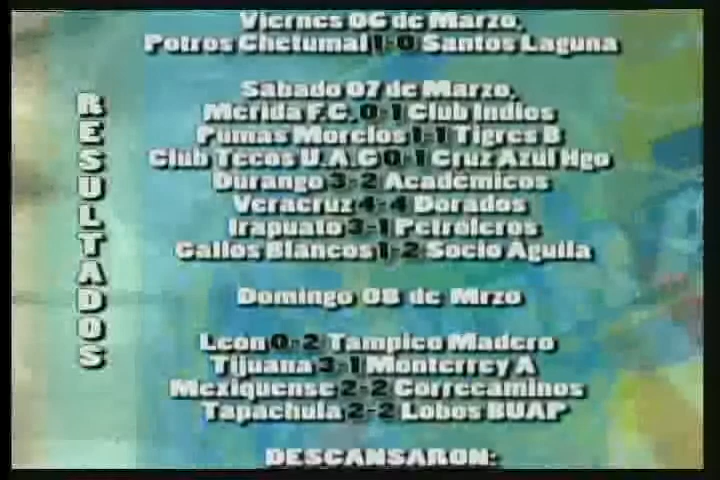 Viernes 06 de Marzo.
Potros Chetumal 1-0 Santos Laguna
Sabado 07 de Marzo.
Merida F.C. 0-1 Club Indios
Pumas Morelos 1-1 Tigres B
Club Tecos U.A.G 0-1 Cruz Azul Hgo
Durango 3-2 Académicos
Veracruz 4-4 Dorados
Irapuato 3-1 Petroleros
Gallos Blancos 1-2 Socio Aguila
Domingo 08 de Mrzo
León 0-2 Tampico Madero
Tijuana 3-1 Monterrey A
Mexiquense 2-2 Correcaminos
Tapachula 2-2 Lobos BUAP
DESCANSARON:
RESULTADOS